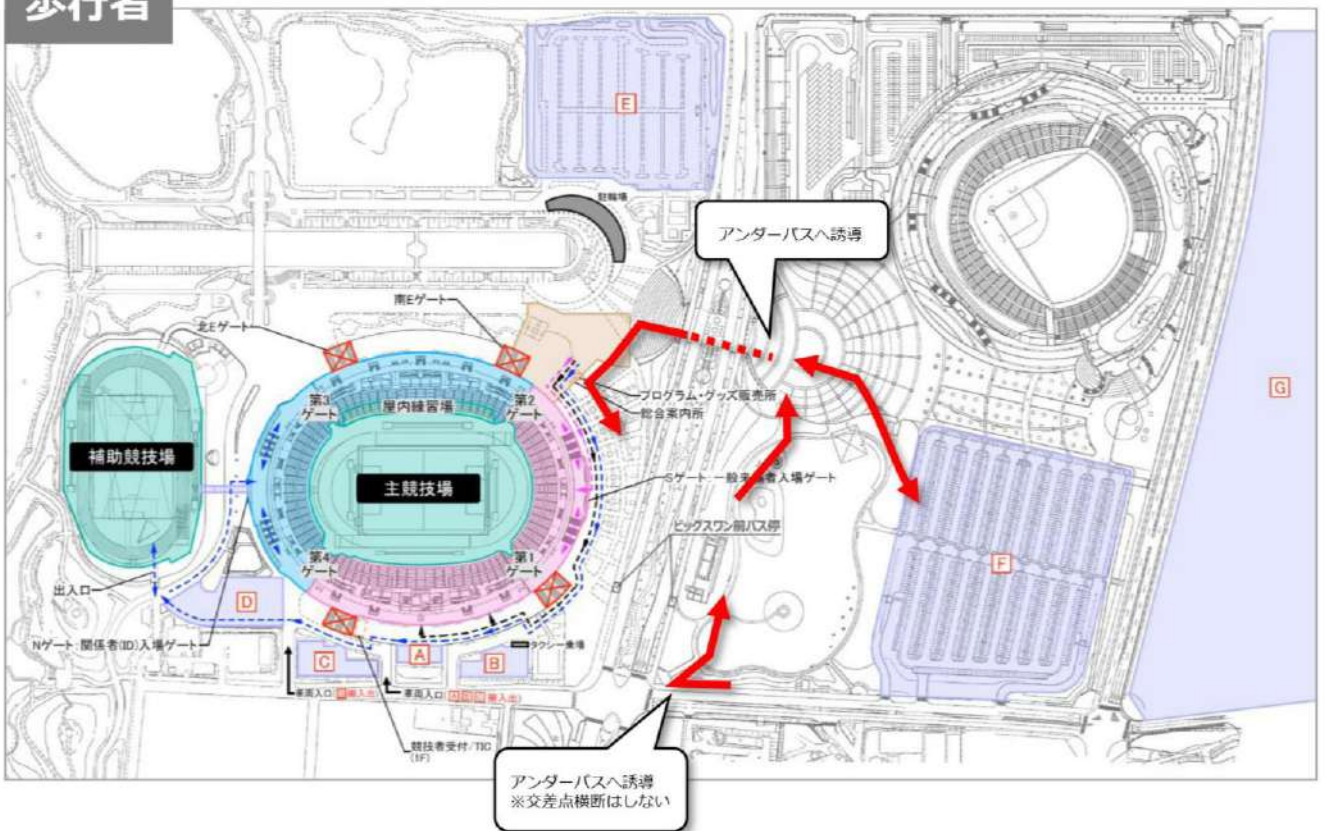 歩行者
E
駐輪場
アンダーパスへ誘導
南Eゲート
北Eゲート
G
プログラム・グッズ販売所
総合案内所
第3
ゲート
屋内練習場
第2
ゲート
補助競技場
主競技場
Sゲート:一般来
者入場ゲート
ビッグスワン前バス停
F
第4
ゲート
第1
ゲート
出入口
D
Nゲート:関係者(ID)入場ゲート
C
A
B
タクシー乗場
車両入口
車両入口
競技者受付/TIC
(1F)
アンダーパスへ誘導
※交差点横断はしない